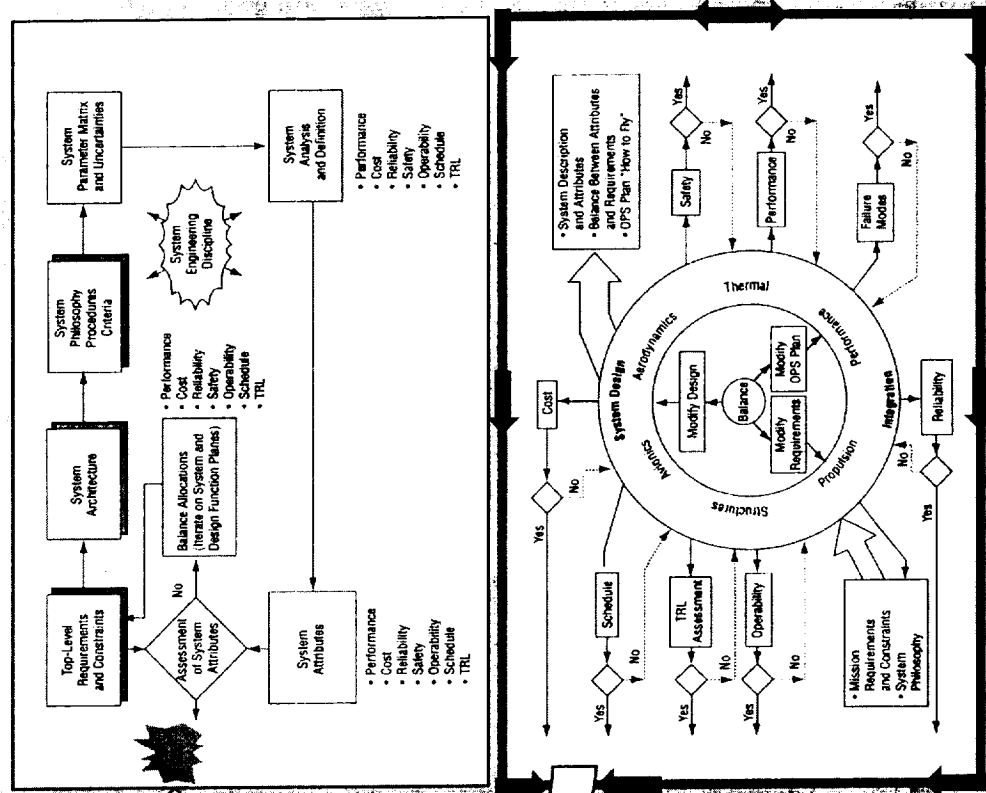 Top-Level
Requirements
and Constraints
System
Architecture
System
Philosophy
Procedures
Criteria
System
Parameter Matrix
and Uncertainties
Assessment
of System
Attributes
No
Balance Allocations
(Iterate on System and
Design Function Planes)
• Performance
• Cost
• Reliability
• Safety
• Operability
• Schedule
• TRL
System
Engineering
Discipline
System
Attributes
• Performance
• Cost
• Reliability
• Safety
• Operability
• Schedule
• TRL
System
Analysis
and Definition
• Performance
• Cost
• Reliability
• Safety
• Operability
• Schedule
• TRL
• System Description
and Attributes
• Balance Between Attributes
and Requirements
• OPS Plan "How to Fly"
Cost
Yes
No
Schedule
Yes
No
TRL
Assessment
Yes
No
Operability
Yes
No
Safety
Yes
No
Performance
Yes
No
Failure
Modes
Yes
No
Reliability
Yes
No
System Design
Integration
Avionics
Aerodynamics
Thermal
Performance
Propulsion
Structures
Modify Design
Balance
Modify
Requirements
Modify
OPS Plan
• Mission
Requirements
and Constraints
• System
Philosophy